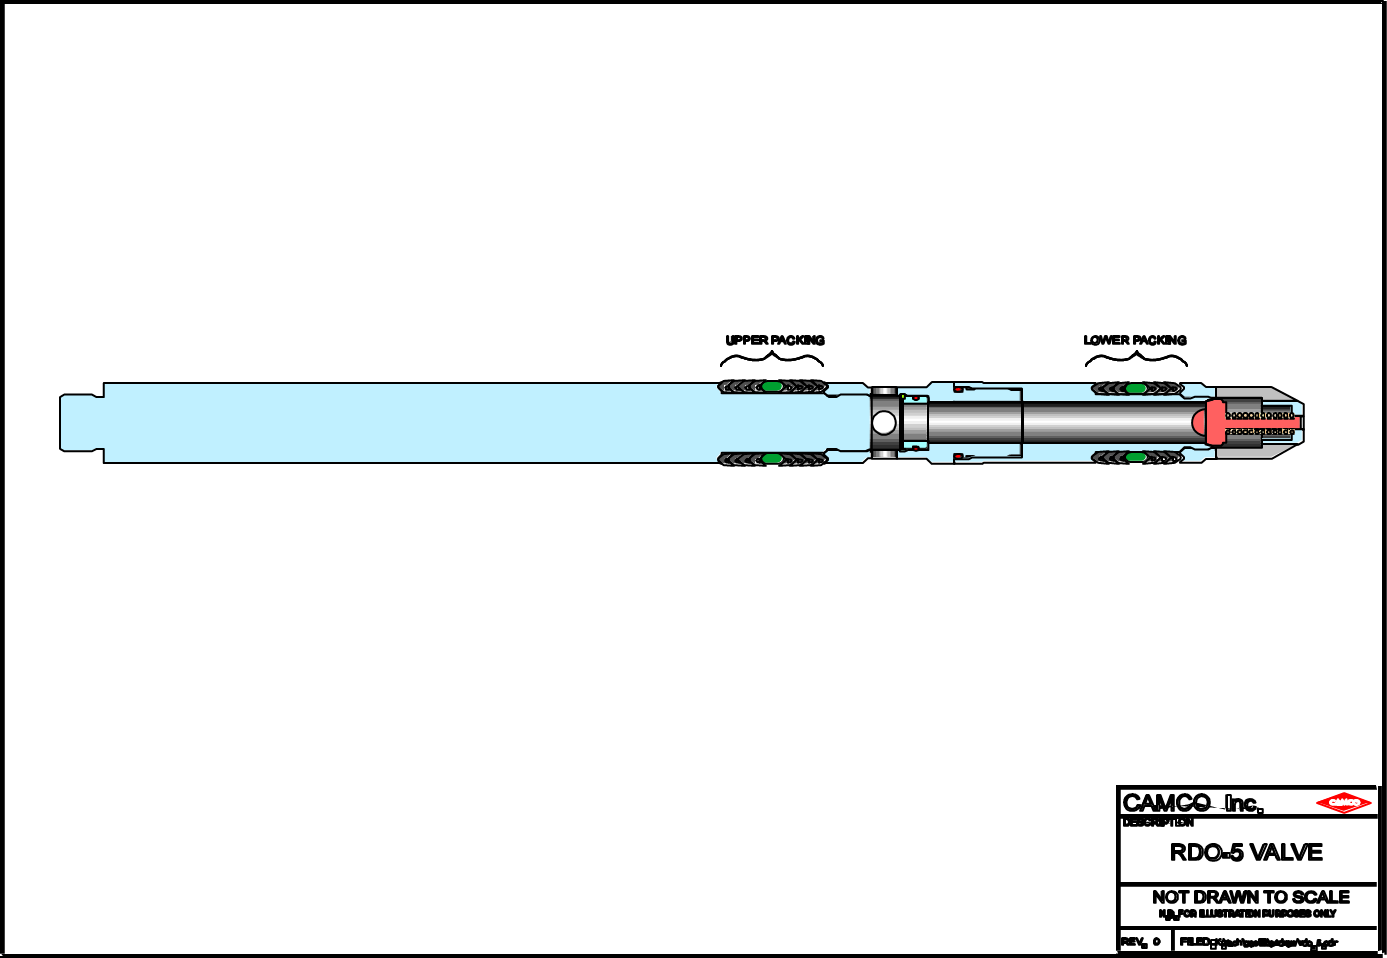 UPPER PACKING
LOWER PACKING
CAMCO Inc.
CAMCO
DESCRIPTION
RDO-5 VALVE
NOT DRAWN TO SCALE
FOR ILLUSTRATION PURPOSES ONLY
REV. 0
FILED: